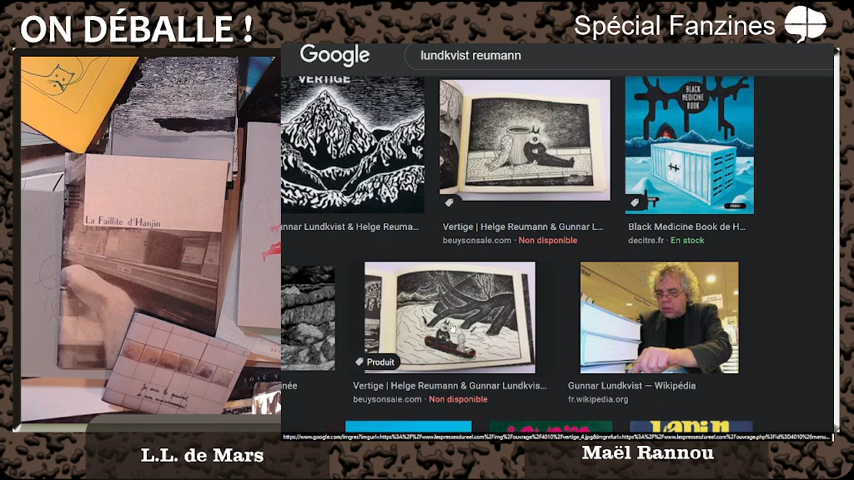 ON DÉBALLE !
Spécial Fanzines
Google
lundkvist reumann
VERTIGE
BLACK
MEDICINE
BOOK
nnar Lundkvist & Helge Reuma...
Vertige | Helge Reumann & Gunnar L...
beuysonsale.com · Non disponible
Black Medicine Book de H...
decitre.fr · En stock
La Faillite d'Hanjin
Produit
née
Vertige | Helge Reumann & Gunnar Lundkvis...
beuysonsale.com · Non disponible
Gunnar Lundkvist — Wikipédia
fr.wikipedia.org
L.L. de Mars
Maël Rannou